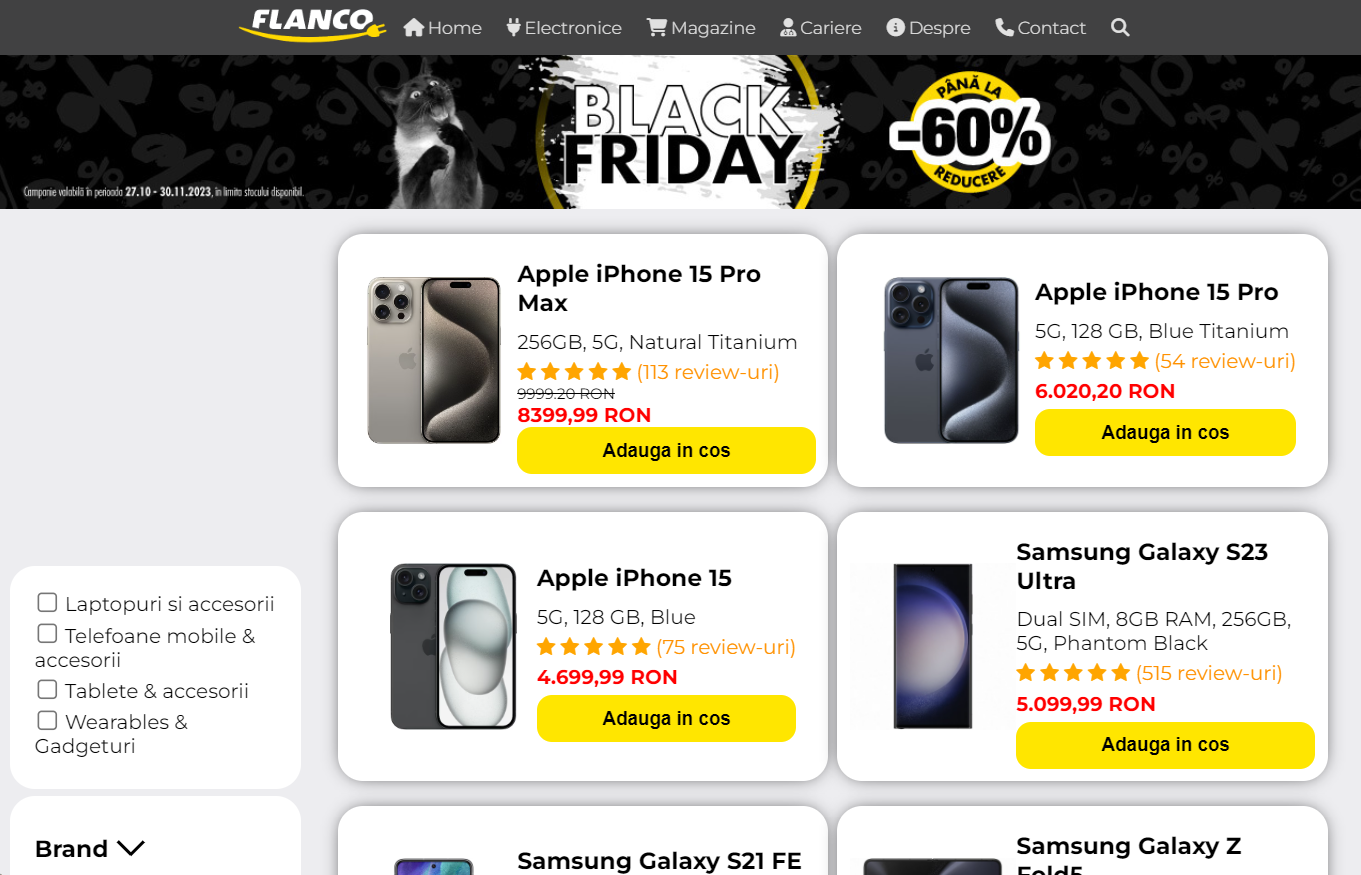 FLANCO
Home
Electronice
Magazine
Cariere
Despre
Contact
BLACK
FRIDAY
PÂNĂ LA
-60%
REDUCERE
Campanie valabilă în perioada 27.10 - 30.11.2023, în limita stocului disponibil.
Apple iPhone 15 Pro
Max
256GB, 5G, Natural Titanium
(113 review-uri)
9999.20 RON
8399,99 RON
Adauga in cos
Apple iPhone 15 Pro
5G, 128 GB, Blue Titanium
(54 review-uri)
6.020,20 RON
Adauga in cos
Apple iPhone 15
5G, 128 GB, Blue
(75 review-uri)
4.699,99 RON
Adauga in cos
Samsung Galaxy S23
Ultra
Dual SIM, 8GB RAM, 256GB,
5G, Phantom Black
(515 review-uri)
5.099,99 RON
Adauga in cos
Laptopuri si accesorii
Telefoane mobile &
accesorii
Tablete & accesorii
Wearables &
Gadgeturi
Brand
Samsung Galaxy S21 FE
Samsung Galaxy Z
Fold5